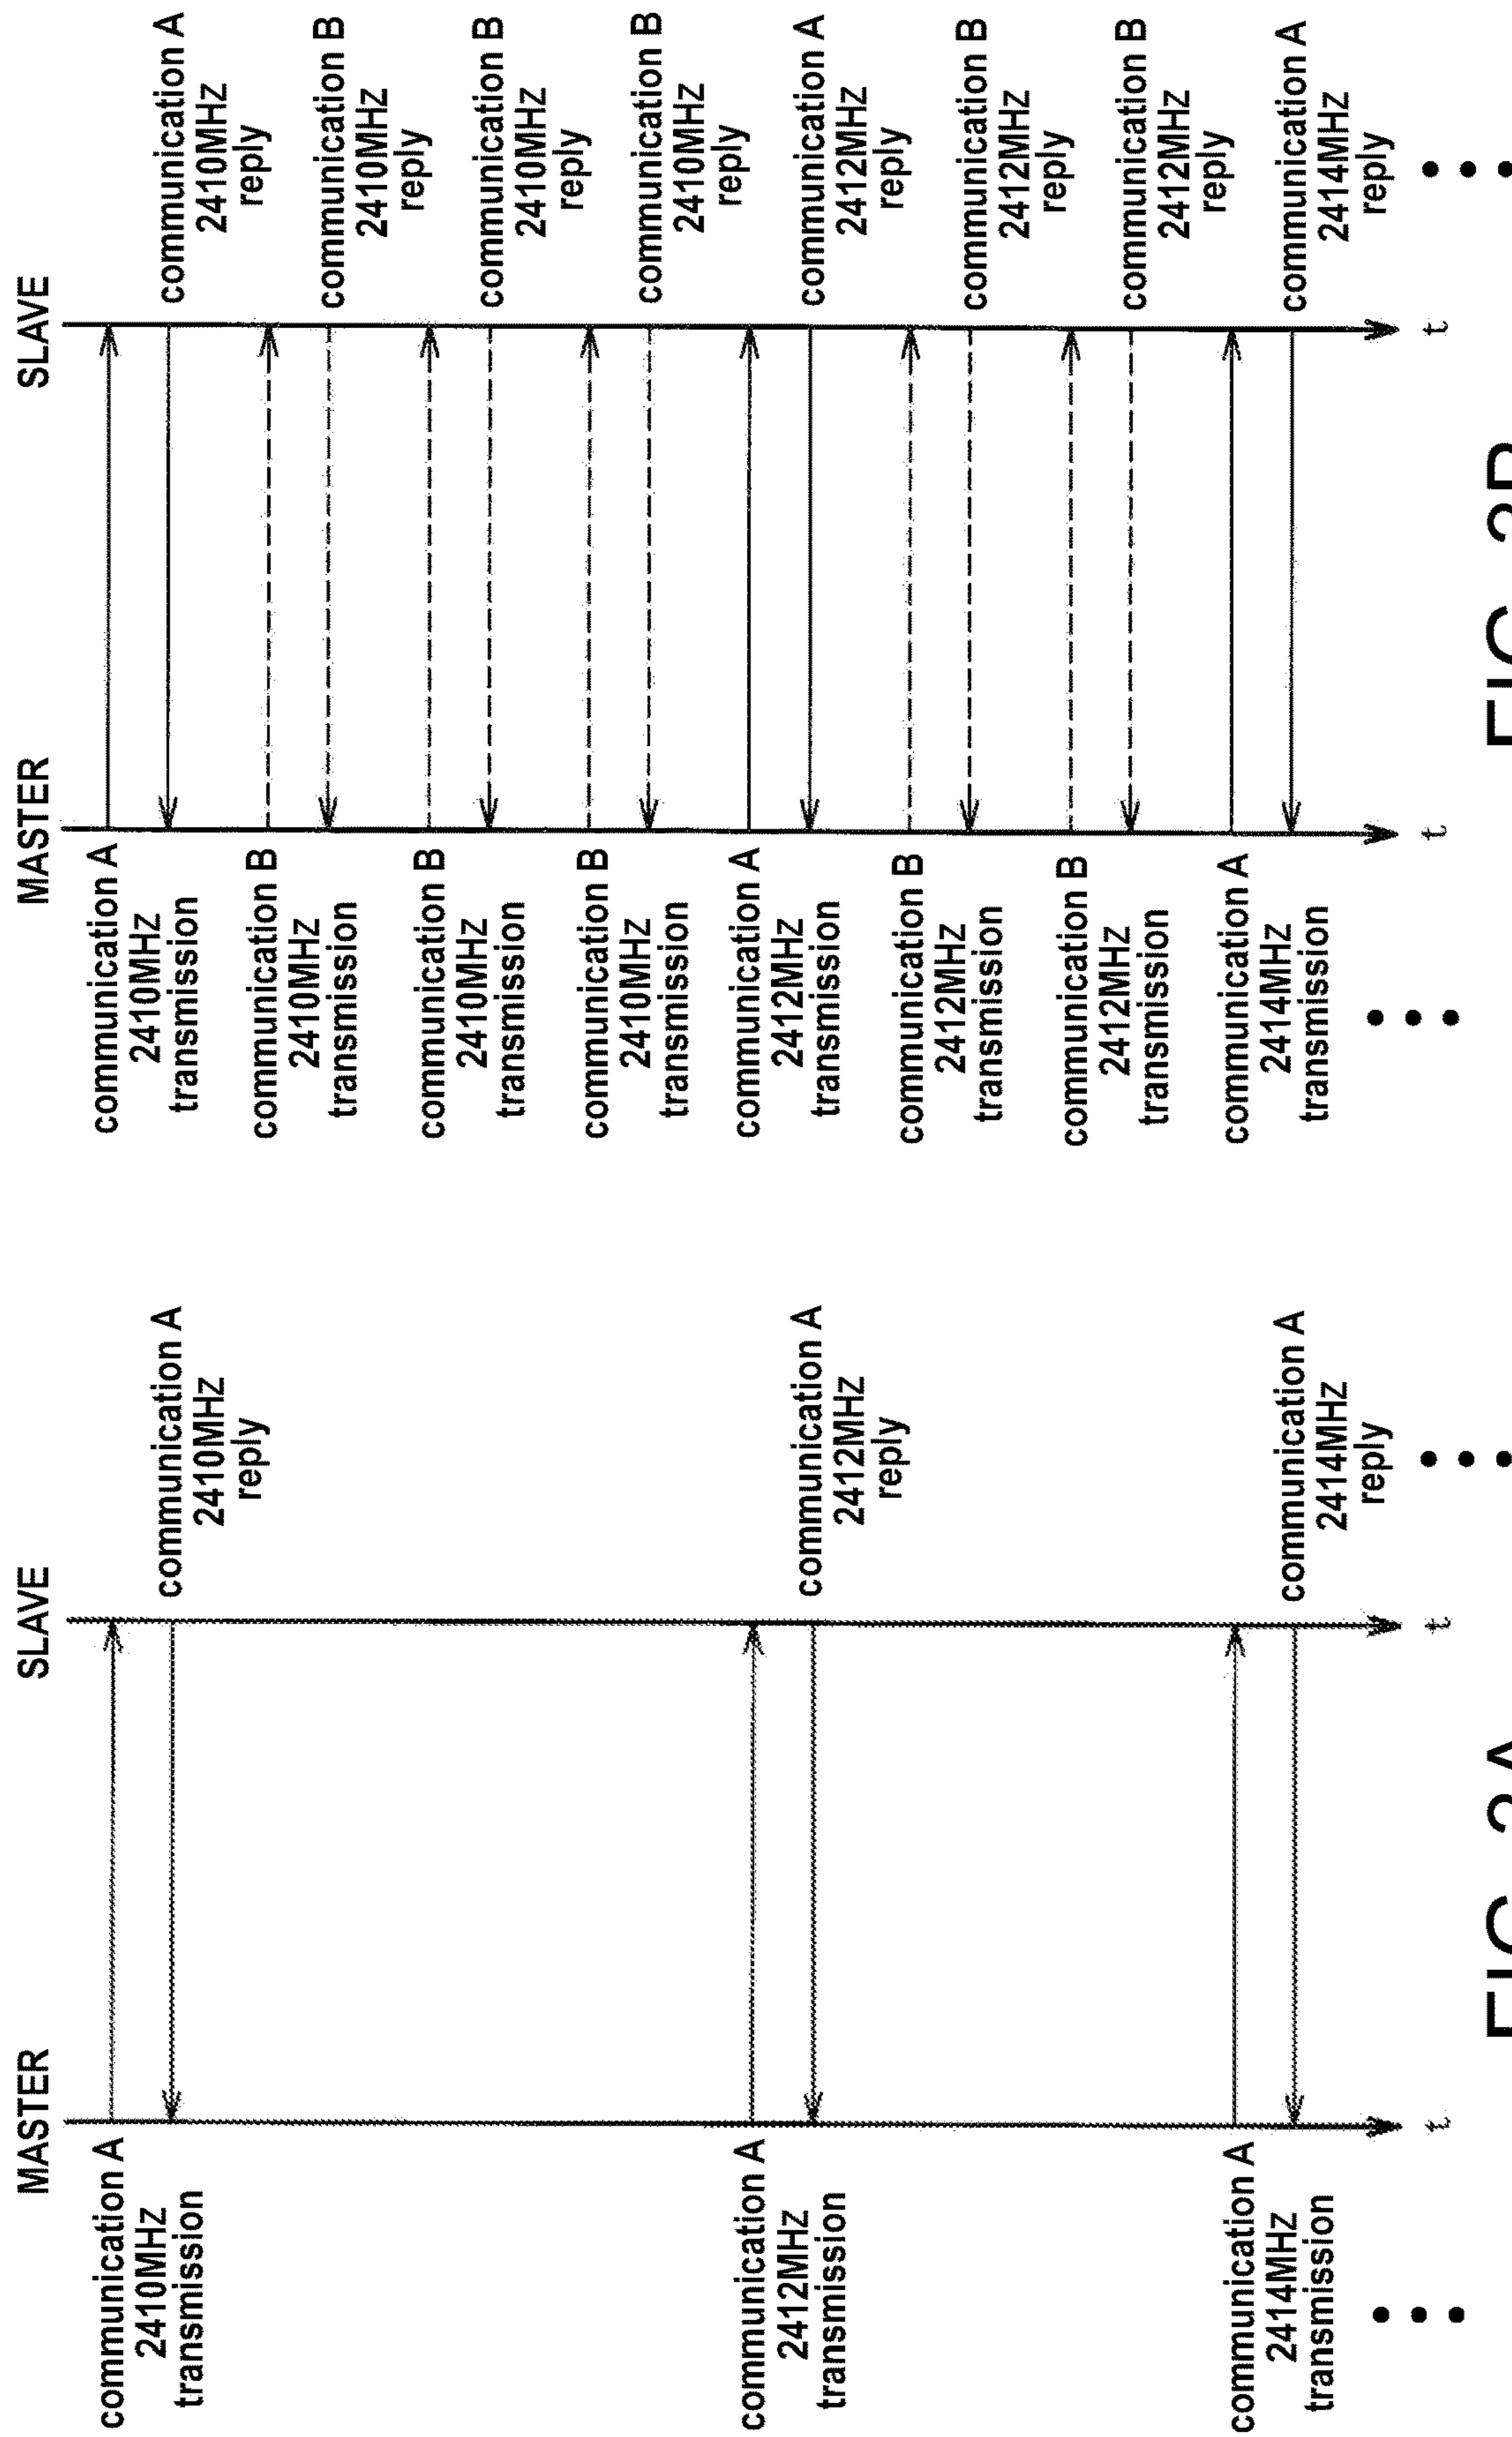 MASTER
SLAVE
communication A
2410MHz
transmission
communication A
2410MHz
reply
communication A
2412MHz
transmission
communication A
2412MHz
reply
communication A
2414MHz
transmission
communication A
2414MHz
reply
t
t
FIG.
MASTER
SLAVE
communication A
2410MHz
transmission
communication A
2410MHz
reply
communication B
2410MHz
transmission
communication B
2410MHz
reply
communication B
2410MHz
transmission
communication B
2410MHz
reply
communication B
2410MHz
transmission
communication B
2410MHz
reply
communication A
2412MHz
transmission
communication A
2412MHz
reply
communication B
2412MHz
transmission
communication B
2412MHz
reply
communication B
2412MHz
transmission
communication B
2412MHz
reply
communication A
2414MHz
transmission
communication A
2414MHz
reply
t
t
FIG.